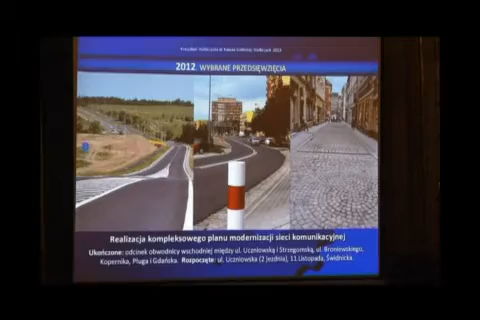 2012. WYBRANE PRZEDSIĘWZIĘCIA
Realizacja kompleksowego planu modernizacji sieci komunikacyjnej
Ukończone: odcinek obwodnicy wschodniej między ul. Uczniowską i Strzegomską, ul. Broniewskiego,
Kopernika, Pługa i Gdańska. Rozpoczęte: ul. Uczniowska (2 jezdnia), 11 Listopada, Świdnicka.